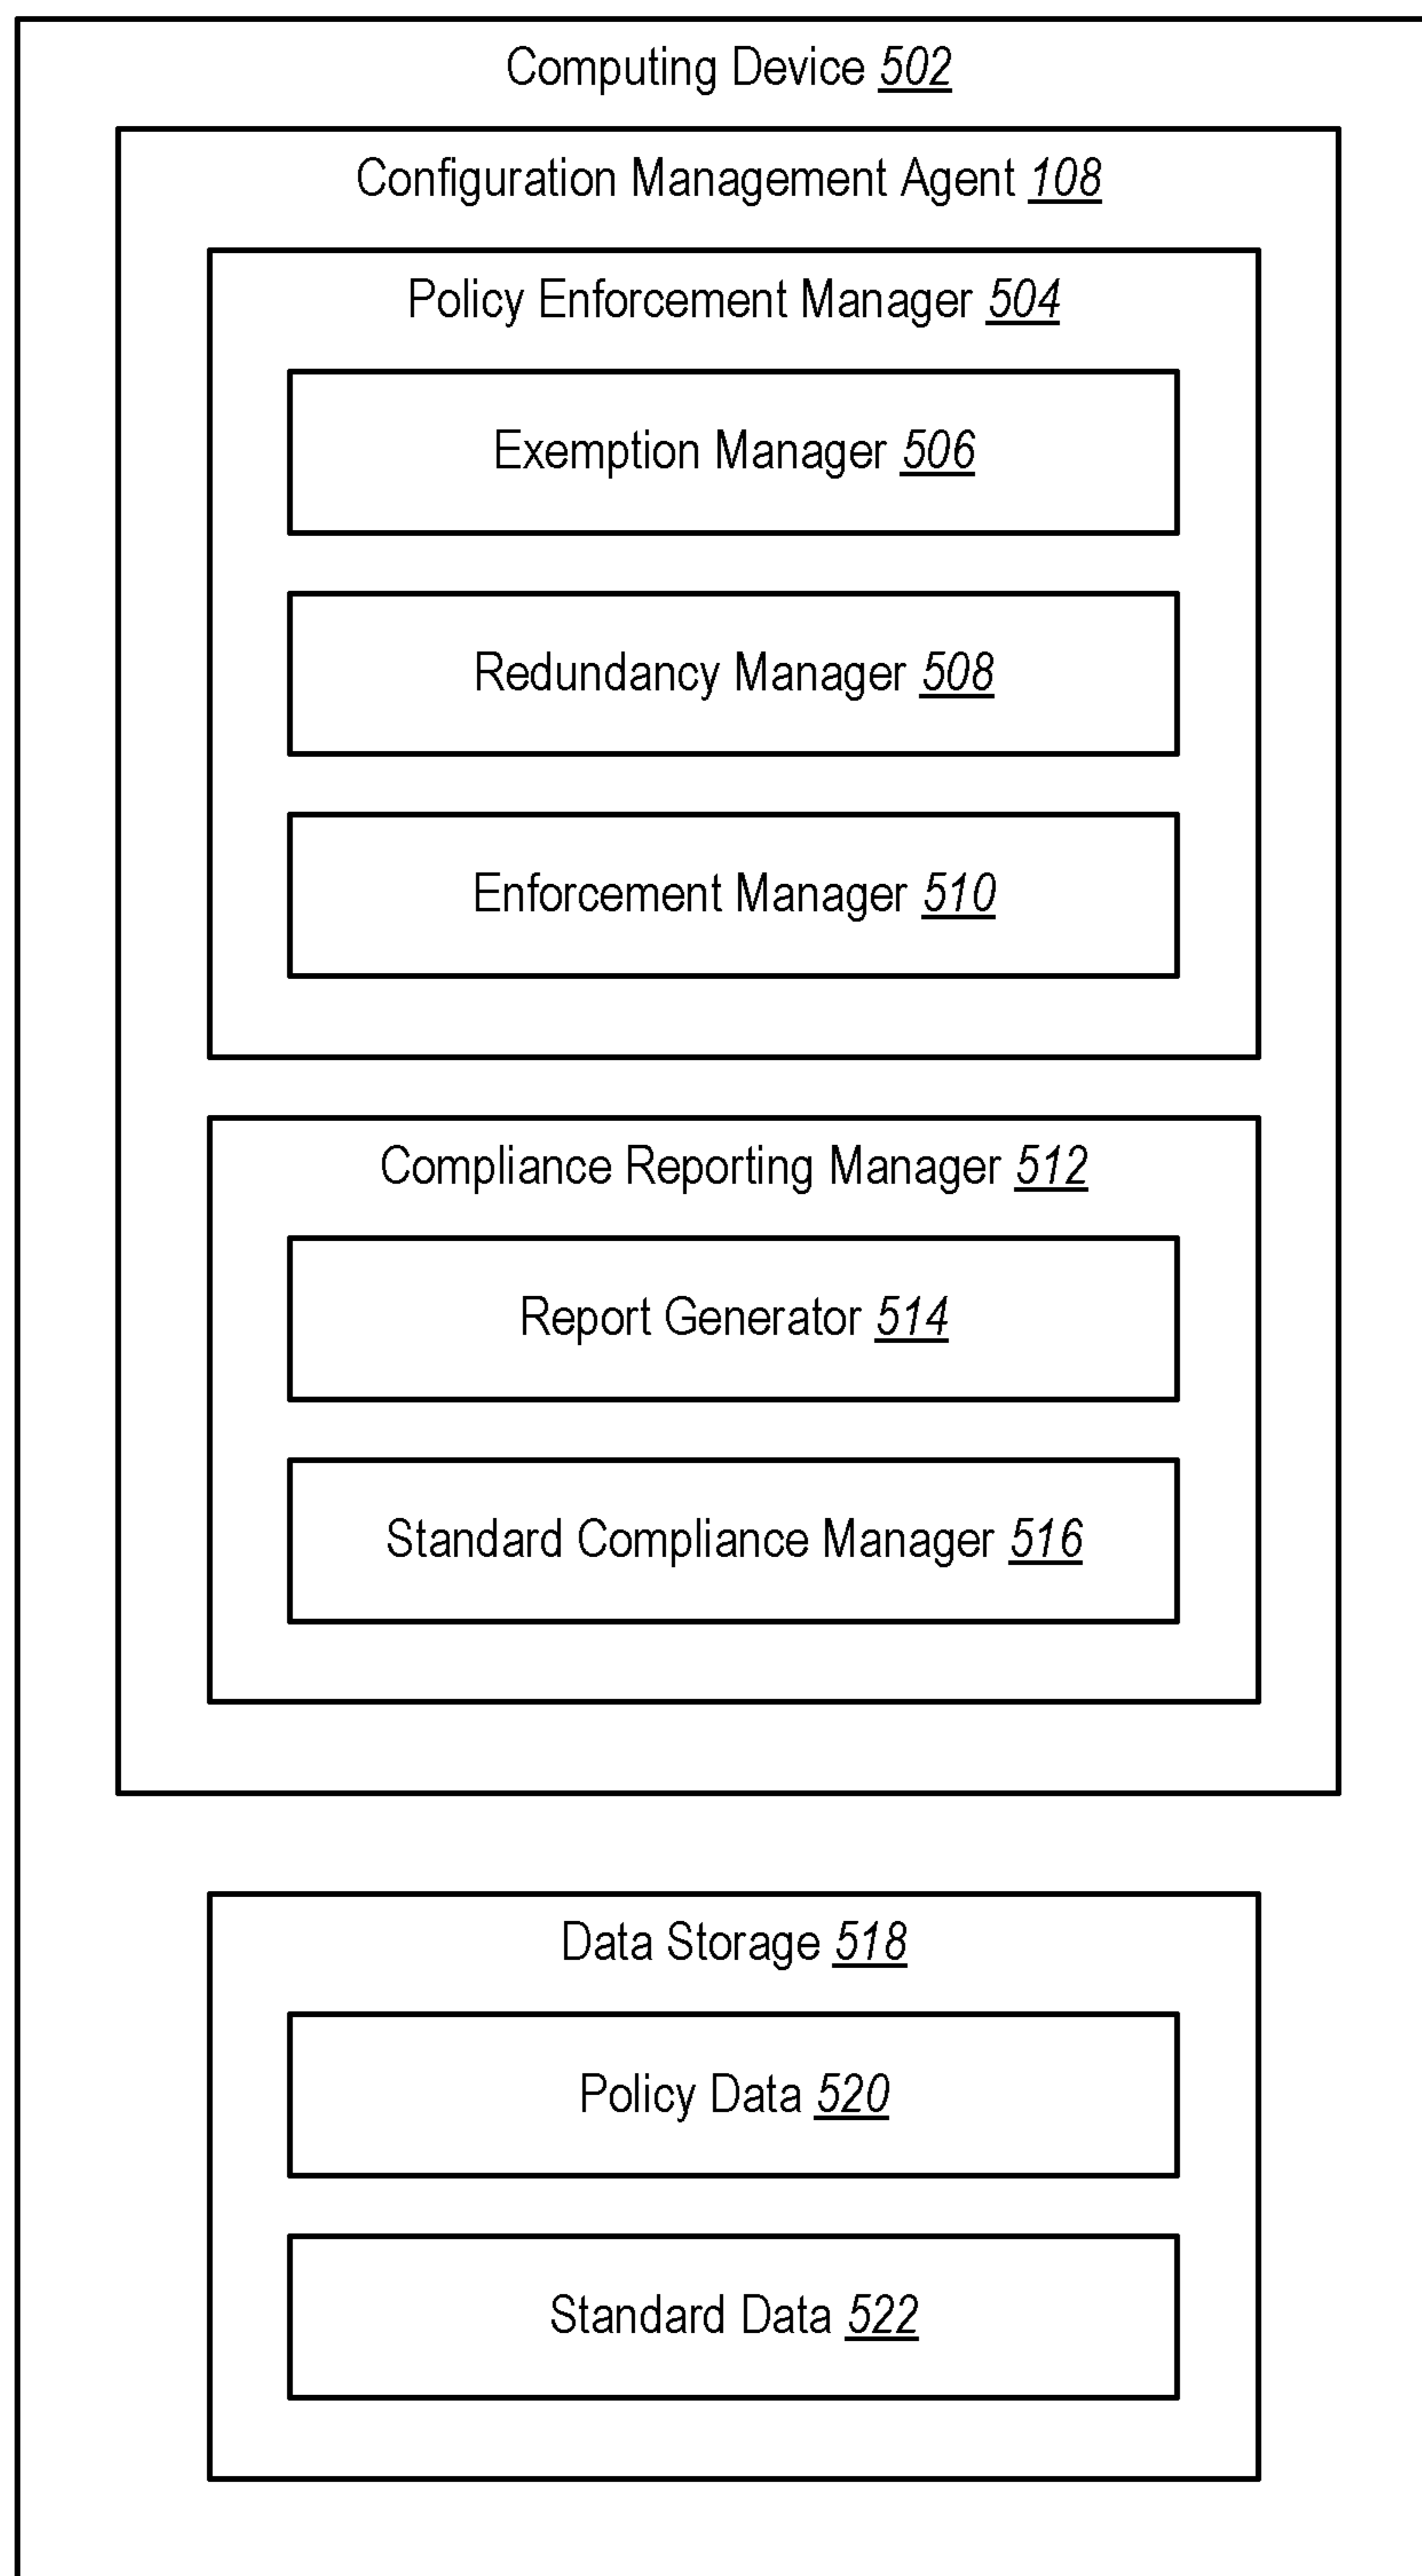 Computing Device 502
Configuration Management Agent 108
Policy Enforcement Manager 504
Exemption Manager 506
Redundancy Manager 508
Enforcement Manager 510
Compliance Reporting Manager 512
Report Generator 514
Standard Compliance Manager 516
Data Storage 518
Policy Data 520
Standard Data 522